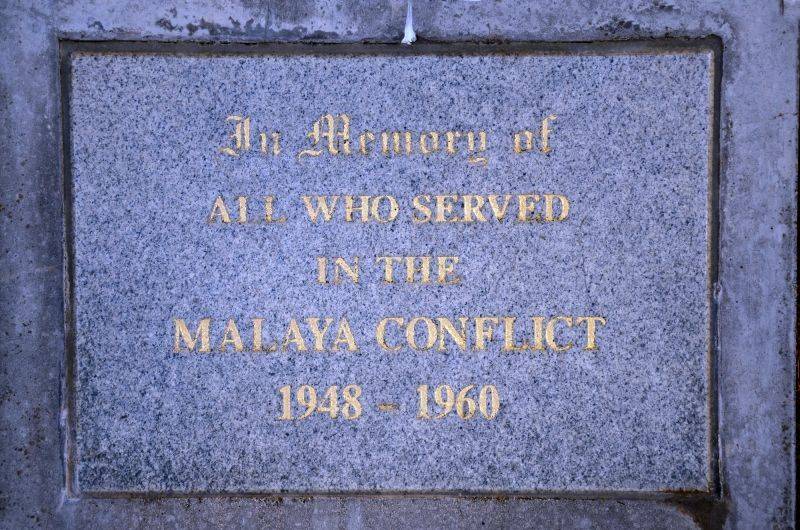 In Memory of
ALL WHO SERVED
IN THE
MALAYA CONFLICT
1948 - 1960